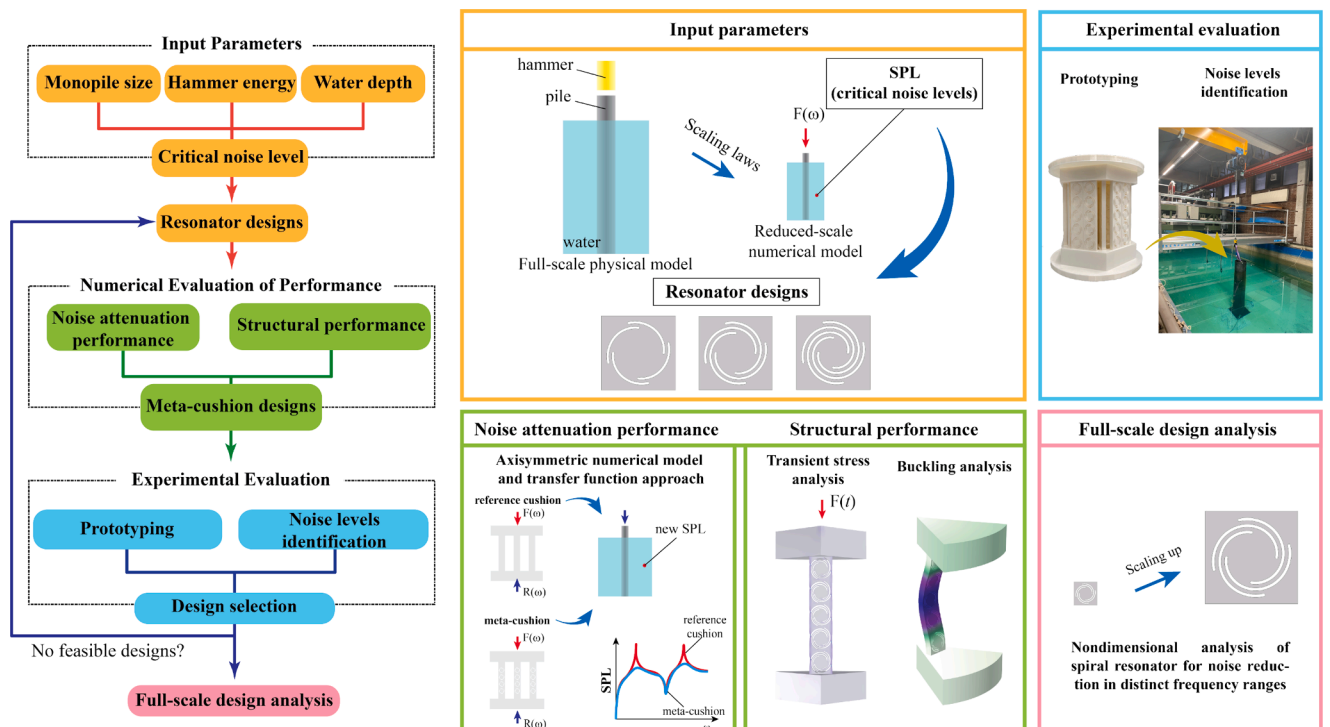 Input Parameters
Monopile size
Hammer energy
Water depth
Critical noise level
Resonator designs
Numerical Evaluation of Performance
Noise attenuation
performance
Structural performance
Meta-cushion designs
Experimental Evaluation
Prototyping
Noise levels
identification
Design selection
No feasible designs?
Full-scale design analysis
Input parameters
hammer
pile
water
Full-scale physical model
Scaling laws
F(ω)
Reduced-scale
numerical model
SPL
(critical noise levels)
Resonator designs
Experimental evaluation
Prototyping
Noise levels
identification
Noise attenuation performance
Axisymmetric numerical model
and transfer function approach
reference cushion
F(ω)
R(ω)
new SPL
meta-cushion
F(ω)
R(ω)
SPL
reference
cushion
meta-cushion
Structural performance
Transient stress
analysis
F(t)
Buckling analysis
Full-scale design analysis
Scaling up
Nondimensional analysis of
spiral resonator for noise reduc-
tion in distinct frequency ranges